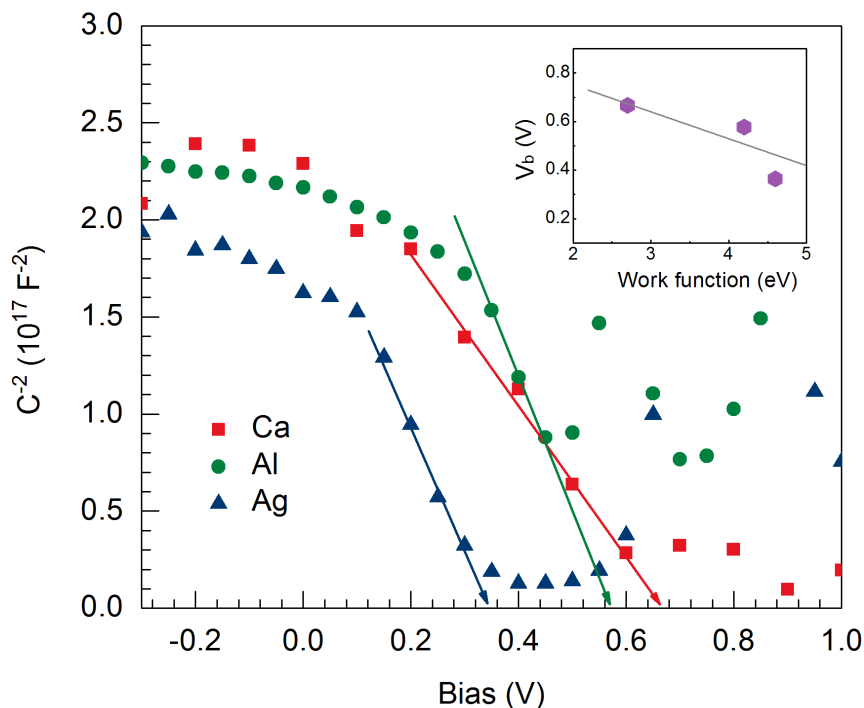 3.0
2.5
2.0
1.5
1.0
0.5
0.0
C⁻² (10¹⁷ F⁻²)
-0.2 0.0 0.2 0.4 0.6 0.8 1.0
Bias (V)
Ca
Al
Ag
0.8
0.6
0.4
0.2
V_b (V)
2 3 4 5
Work function (eV)